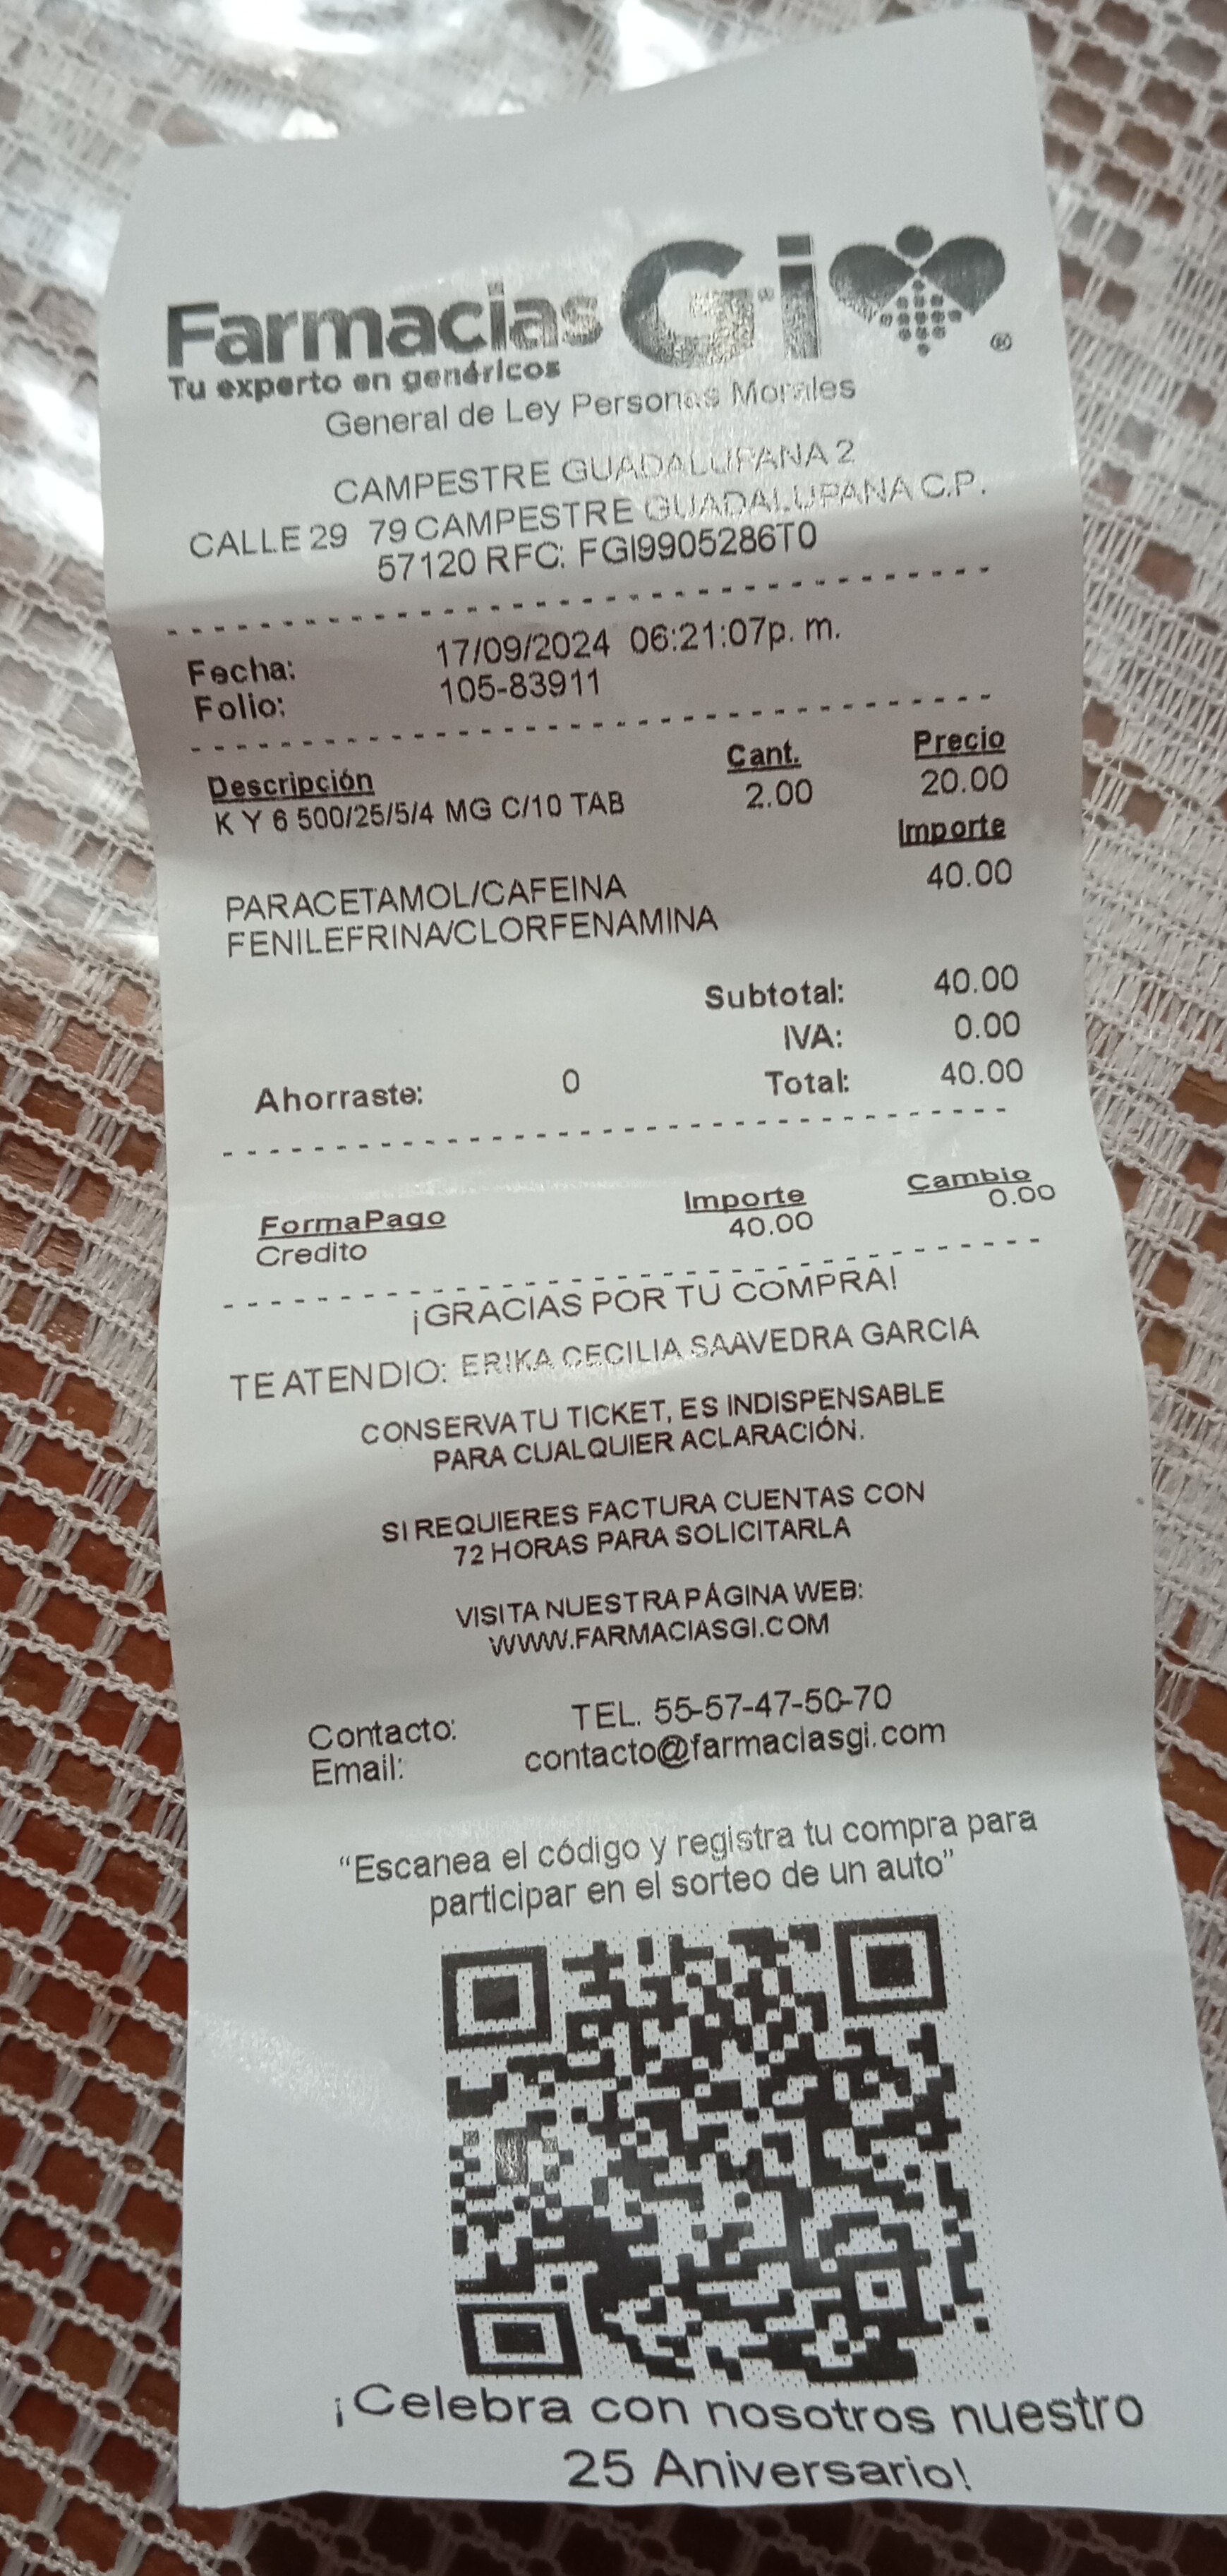 Farmacias Gi ®
Tu experto en genéricos
General de Ley Personas Morales
CAMPESTRE GUADALUPANA 2
CALLE 29 79 CAMPESTRE GUADALUPANA C.P.
57120 RFC: FGI9905286T0
Fecha: 17/09/2024 06:21:07p. m.
Folio: 105-83911
Descripción Cant. Precio
K Y 6 500/25/5/4 MG C/10 TAB 2.00 20.00
Importe
PARACETAMOL/CAFEINA 40.00
FENILEFRINA/CLORFENAMINA
Subtotal: 40.00
IVA: 0.00
Ahorraste: 0 Total: 40.00
FormaPago Importe Cambio
Credito 40.00 0.00
¡GRACIAS POR TU COMPRA!
TE ATENDIO: ERIKA CECILIA SAAVEDRA GARCIA
CONSERVA TU TICKET, ES INDISPENSABLE
PARA CUALQUIER ACLARACIÓN.
SI REQUIERES FACTURA CUENTAS CON
72 HORAS PARA SOLICITARLA
VISITA NUESTRA PÁGINA WEB:
WWW.FARMACIASGI.COM
Contacto: TEL. 55-57-47-50-70
Email: contacto@farmaciasgi.com
“Escanea el código y registra tu compra para
participar en el sorteo de un auto”
¡Celebra con nosotros nuestro
25 Aniversario!